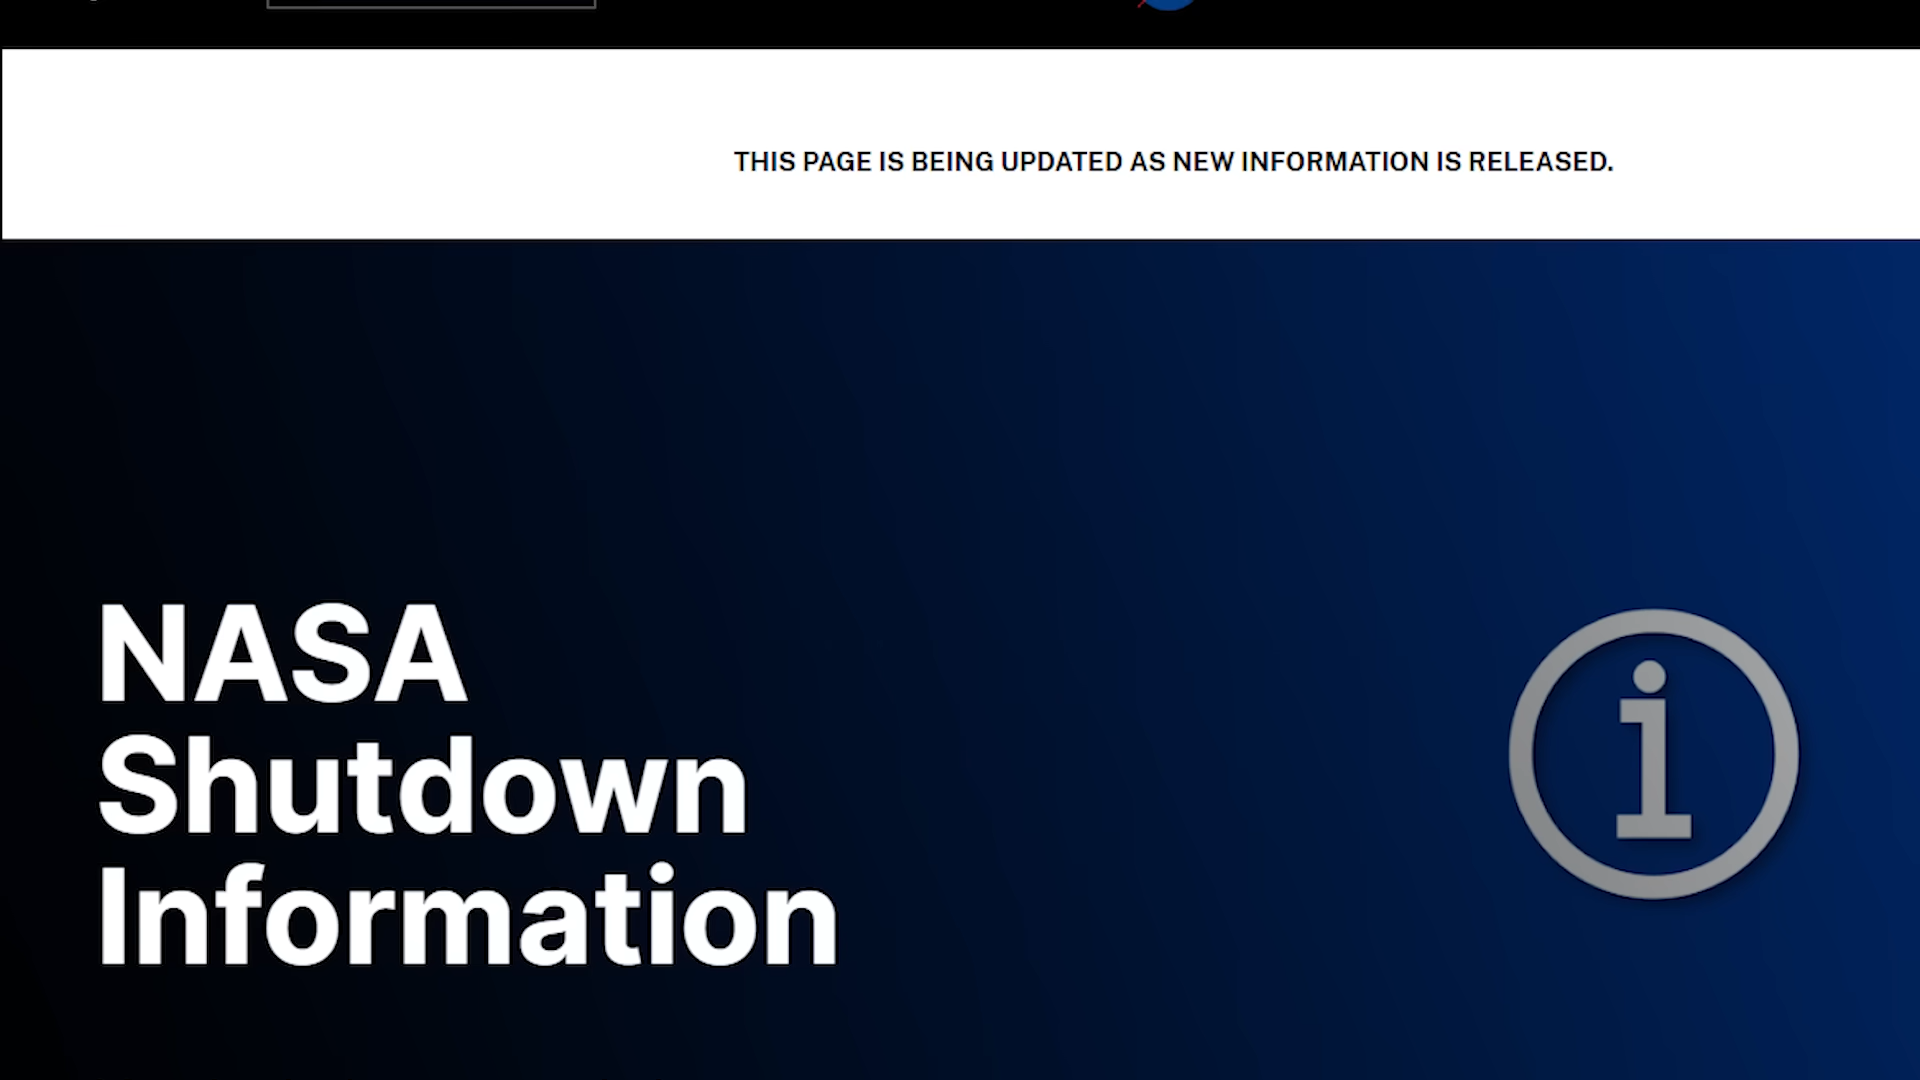 THIS PAGE IS BEING UPDATED AS NEW INFORMATION IS RELEASED.
NASA
Shutdown
Information
i